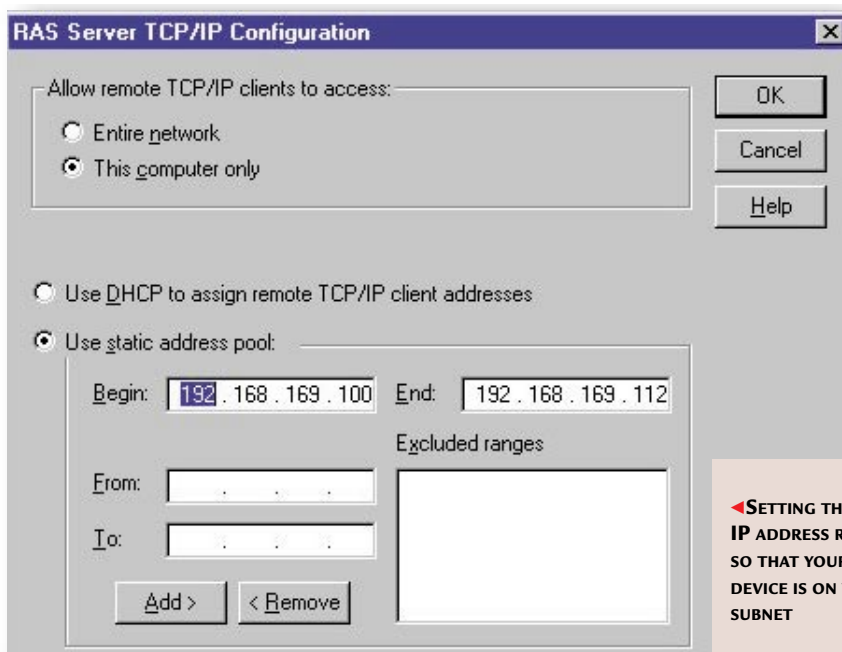 RAS Server TCP/IP Configuration
Allow remote TCP/IP clients to access:
Entire network
This computer only
OK
Cancel
Help
Use DHCP to assign remote TCP/IP client addresses
Use static address pool:
Begin: 192 . 168 . 169 . 100 End: 192 . 168 . 169 . 112
Excluded ranges
From: . . .
To: . . .
Add > < Remove
◀SETTING
IP ADDRESS
SO THAT
DEVICE IS ON
SUBNET